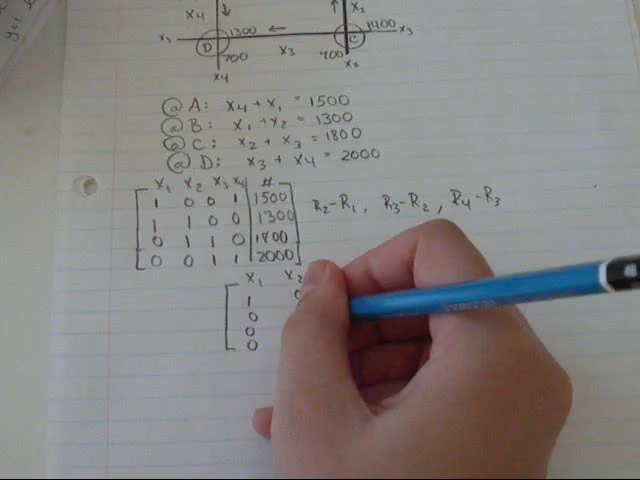 X4 X2
X3 1300 1400 X3
D C
700 X3 400
X4 X2
@ A: X4 + X1 = 1500
@ B: X1 + X2 = 1300
@ C: X2 + X3 = 1800
@ D: X3 + X4 = 2000
X1 X2 X3 X4 #
1 0 0 1 1500
1 1 0 0 1300
0 1 1 0 1800
0 0 1 1 2000
R2-R1, R3-R2, R4-R3
X1 X2
1 0
0
0
0